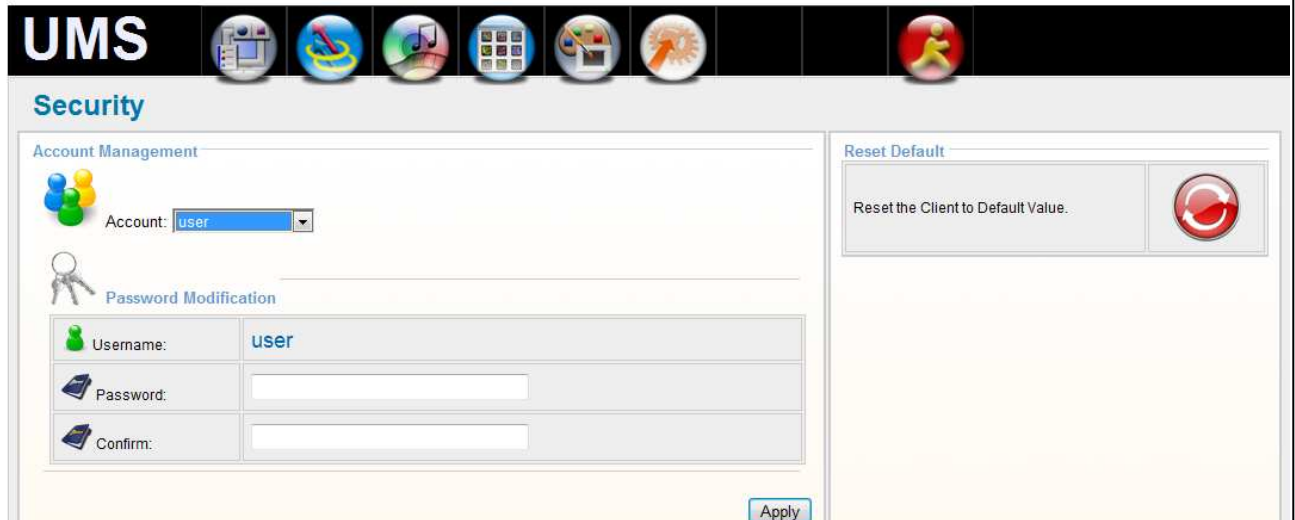 UMS
Security
Account Management
Account: user
Password Modification
Username: user
Password:
Confirm:
Apply
Reset Default
Reset the Client to Default Value.